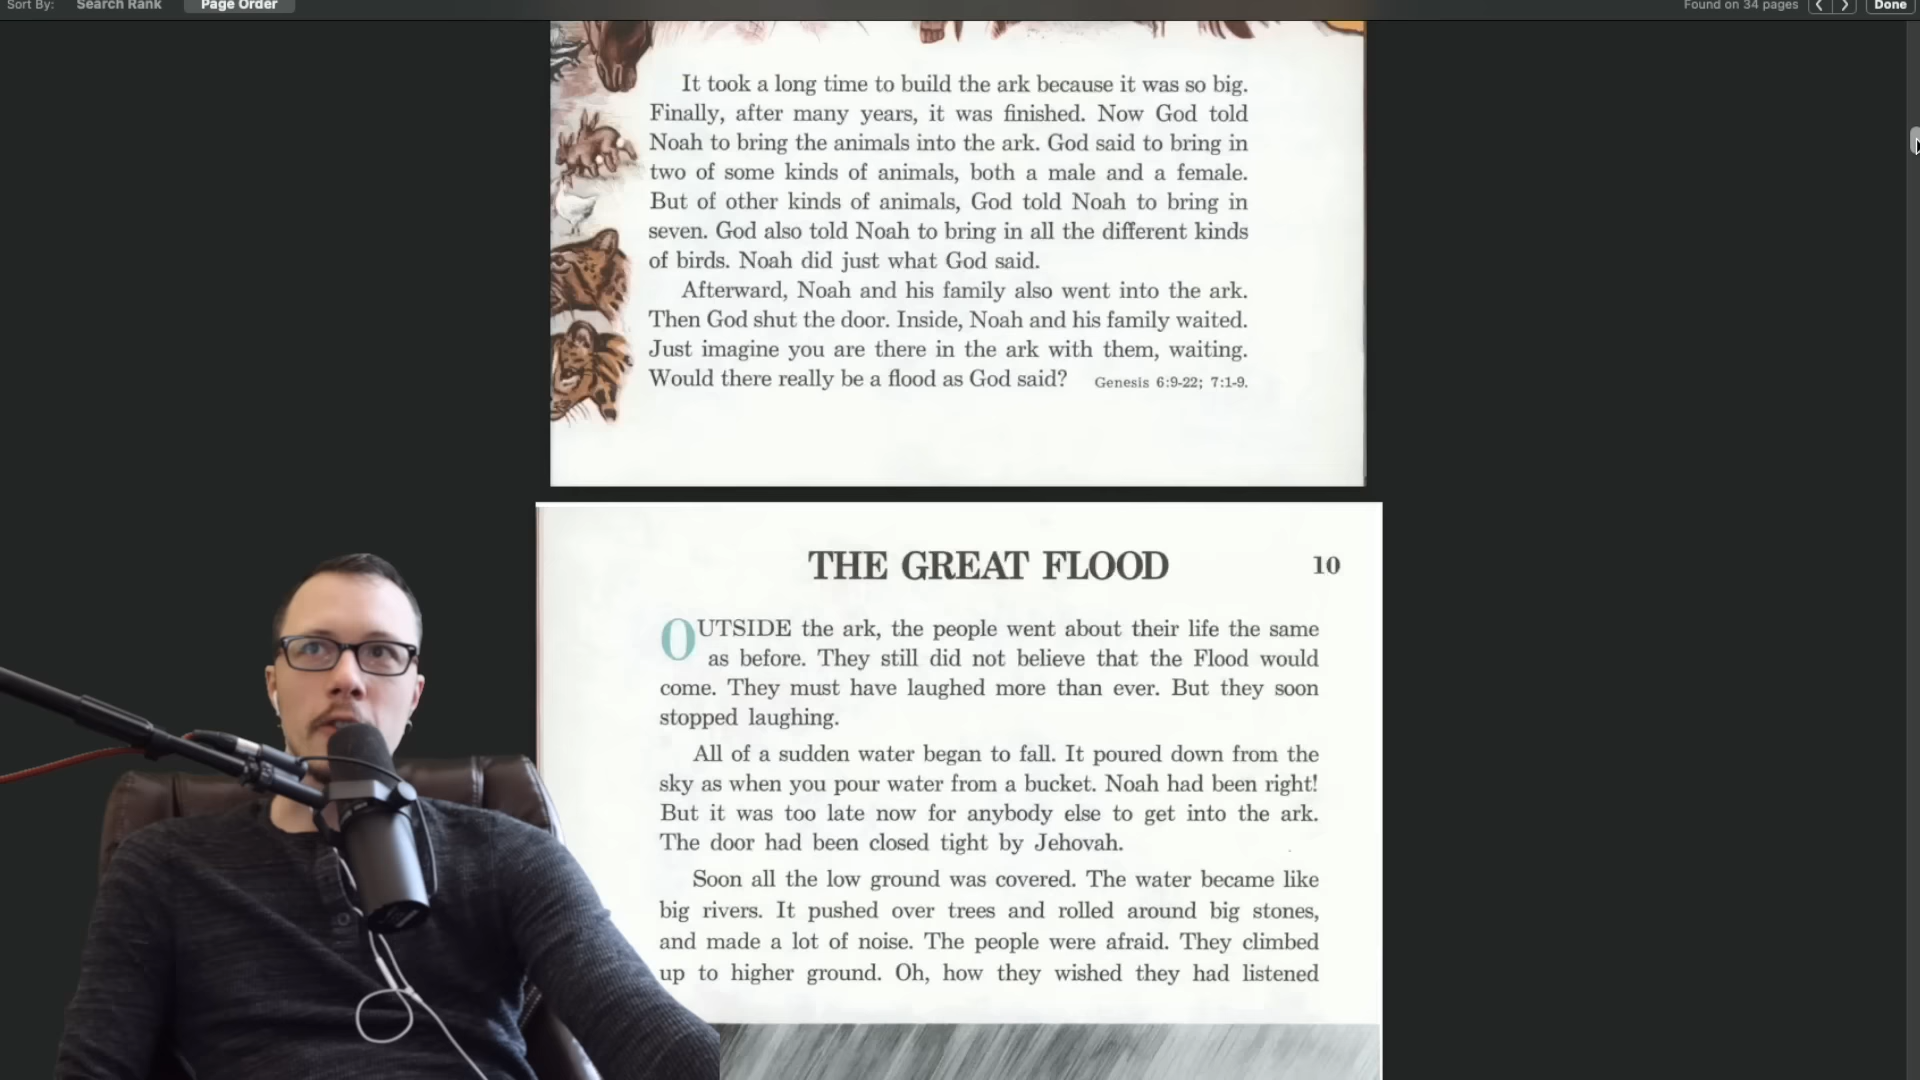 Sort By: Search Rank Page Order Found on 34 pages Done
It took a long time to build the ark because it was so big.
Finally, after many years, it was finished. Now God told
Noah to bring the animals into the ark. God said to bring in
two of some kinds of animals, both a male and a female.
But of other kinds of animals, God told Noah to bring in
seven. God also told Noah to bring in all the different kinds
of birds. Noah did just what God said.
Afterward, Noah and his family also went into the ark.
Then God shut the door. Inside, Noah and his family waited.
Just imagine you are there in the ark with them, waiting.
Would there really be a flood as God said? Genesis 6:9-22; 7:1-9.
THE GREAT FLOOD 10
OUTSIDE the ark, the people went about their life the same
as before. They still did not believe that the Flood would
come. They must have laughed more than ever. But they soon
stopped laughing.
All of a sudden water began to fall. It poured down from the
sky as when you pour water from a bucket. Noah had been right!
But it was too late now for anybody else to get into the ark.
The door had been closed tight by Jehovah.
Soon all the low ground was covered. The water became like
big rivers. It pushed over trees and rolled around big stones,
and made a lot of noise. The people were afraid. They climbed
up to higher ground. Oh, how they wished they had listened